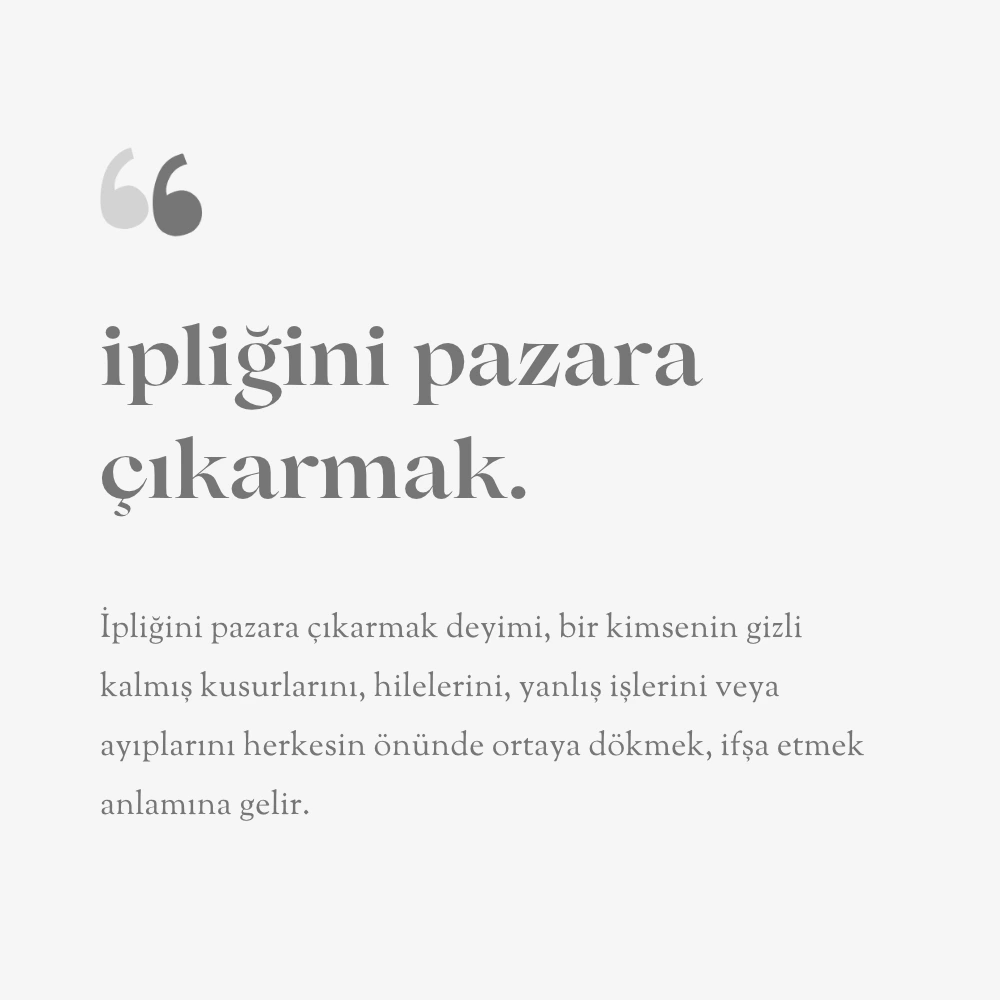 ipliğini pazara
çıkarmak.
İpliğini pazara çıkarmak deyimi, bir kimsenin gizli
kalmış kusurlarını, hilelerini, yanlış işlerini veya
ayıplarını herkesin önünde ortaya dökmek, ifşa etmek
anlamına gelir.